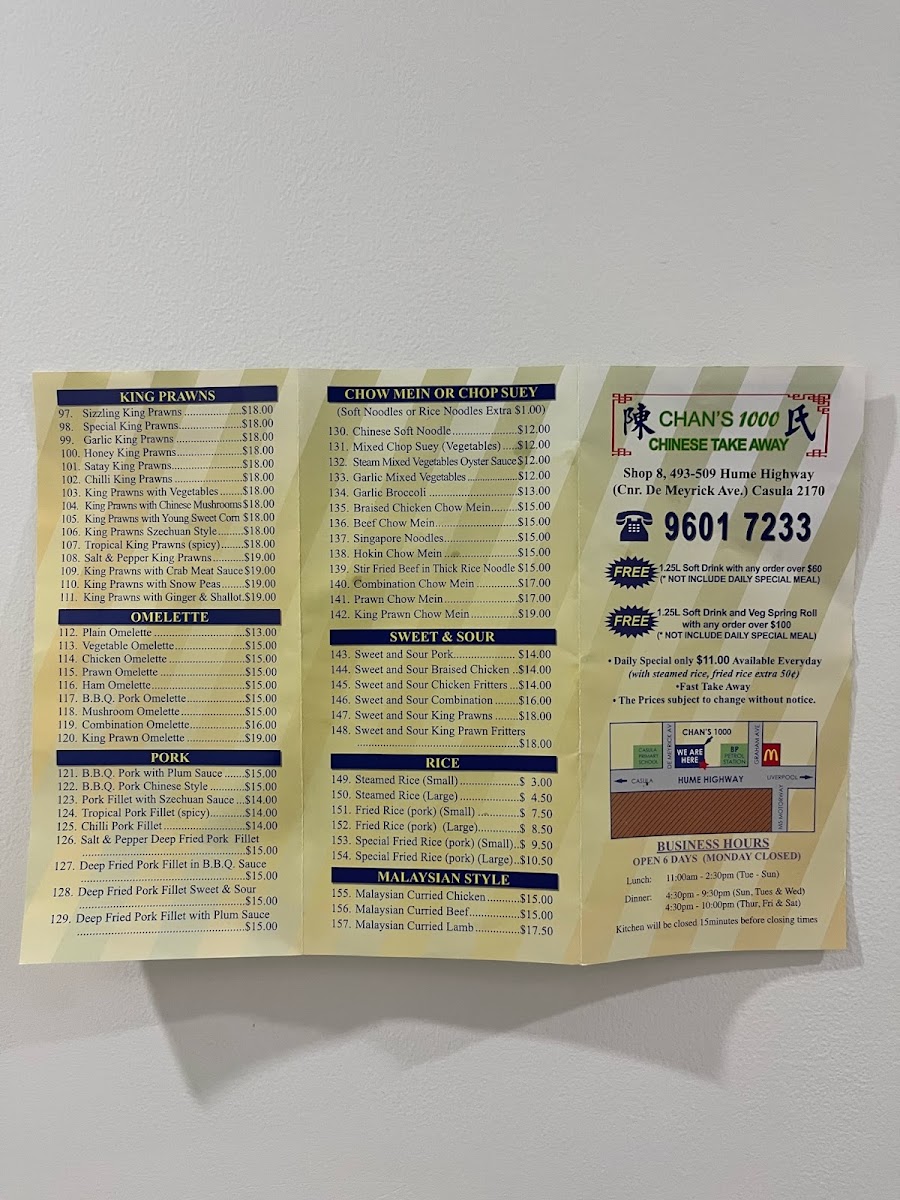 KING PRAWNS
97. Sizzling King Prawns ..................$18.00
98. Special King Prawns....................$18.00
99. Garlic King Prawns .....................$18.00
100. Honey King Prawns.....................$18.00
101. Satay King Prawns.......................$18.00
102. Chilli King Prawns ......................$18.00
103. King Prawns with Vegetables........$18.00
104. King Prawns with Chinese Mushrooms $18.00
105. King Prawns with Young Sweet Corn $18.00
106. King Prawns Szechuan Style.........$18.00
107. Tropical King Prawns (spicy).......$18.00
108. Salt & Pepper King Prawns..........$19.00
109. King Prawns with Crab Meat Sauce $19.00
110. King Prawns with Snow Peas........$19.00
111. King Prawns with Ginger & Shallot.$19.00
OMELETTE
112. Plain Omelette ............................$13.00
113. Vegetable Omelette.....................$15.00
114. Chicken Omelette .......................$15.00
115. Prawn Omelette..........................$15.00
116. Ham Omelette............................$15.00
117. B.B.Q. Pork Omelette..................$15.00
118. Mushroom Omelette....................$15.00
119. Combination Omelette.................$16.00
120. King Prawn Omelette ..................$19.00
PORK
121. B.B.Q. Pork with Plum Sauce ......$15.00
122. B.B.Q. Pork Chinese Style ..........$15.00
123. Pork Fillet with Szechuan Sauce...$14.00
124. Tropical Pork Fillet (spicy)..........$14.00
125. Chilli Pork Fillet ........................$14.00
126. Salt & Pepper Deep Fried Pork Fillet
..................................................$15.00
127. Deep Fried Pork Fillet in B.B.Q. Sauce
..................................................$15.00
128. Deep Fried Pork Fillet Sweet & Sour
..................................................$15.00
129. Deep Fried Pork Fillet with Plum Sauce
..................................................$15.00
CHOW MEIN OR CHOP SUEY
(Soft Noodles or Rice Noodles Extra $1.00)
130. Chinese Soft Noodle...................$12.00
131. Mixed Chop Suey (Vegetables) ....$12.00
132. Steam Mixed Vegetables Oyster Sauce $12.00
133. Garlic Mixed Vegetables ..............$12.00
134. Garlic Broccoli .........................$13.00
135. Braised Chicken Chow Mein........$15.00
136. Beef Chow Mein........................$15.00
137. Singapore Noodles.....................$15.00
138. Hokin Chow Mein ......................$15.00
139. Stir Fried Beef in Thick Rice Noodle $15.00
140. Combination Chow Mein ............$17.00
141. Prawn Chow Mein......................$17.00
142. King Prawn Chow Mein ..............$19.00
SWEET & SOUR
143. Sweet and Sour Pork.................. $14.00
144. Sweet and Sour Braised Chicken ..$14.00
145. Sweet and Sour Chicken Fritters ...$14.00
146. Sweet and Sour Combination .......$16.00
147. Sweet and Sour King Prawns .......$18.00
148. Sweet and Sour King Prawn Fritters
..................................................$18.00
RICE
149. Steamed Rice (Small)..................$ 3.00
150. Steamed Rice (Large) .................$ 4.50
151. Fried Rice (pork) (Small) ............$ 7.50
152. Fried Rice (pork) (Large)............$ 8.50
153. Special Fried Rice (pork) (Small)..$ 9.50
154. Special Fried Rice (pork) (Large)..$10.50
MALAYSIAN STYLE
155. Malaysian Curried Chicken ..........$15.00
156. Malaysian Curried Beef................$15.00
157. Malaysian Curried Lamb..............$17.50
陳 CHAN'S 1000 氏
CHINESE TAKE AWAY
Shop 8, 493-509 Hume Highway
(Cnr. De Meyrick Ave.) Casula 2170
9601 7233
FREE 1.25L Soft Drink with any order over $60
(* NOT INCLUDE DAILY SPECIAL MEAL)
FREE 1.25L Soft Drink and Veg Spring Roll
with any order over $100
(* NOT INCLUDE DAILY SPECIAL MEAL)
• Daily Special only $11.00 Available Everyday
(with steamed rice, fried rice extra 50¢)
•Fast Take Away
• The Prices subject to change without notice.
CASULA PRIMARY SCHOOL
DE MEYRICK AV
CHAN'S 1000
WE ARE HERE
BP PETROL STATION
GRAHAM AVE
M
CASULA
HUME HIGHWAY
LIVERPOOL
M5 MOTORWAY
BUSINESS HOURS
OPEN 6 DAYS (MONDAY CLOSED)
Lunch: 11:00am - 2:30pm (Tue - Sun)
Dinner: 4:30pm - 9:30pm (Sun, Tues & Wed)
4:30pm - 10:00pm (Thur, Fri & Sat)
Kitchen will be closed 15minutes before closing times